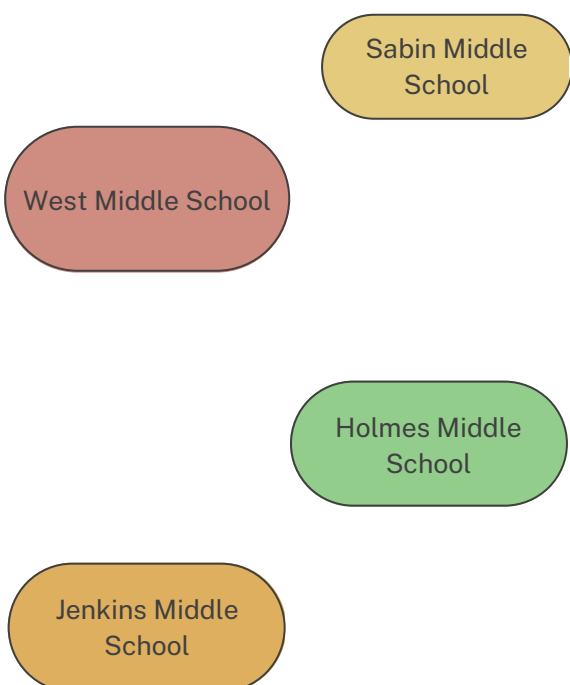 Sabin Middle
School
West Middle School
Holmes Middle
School
Jenkins Middle
School